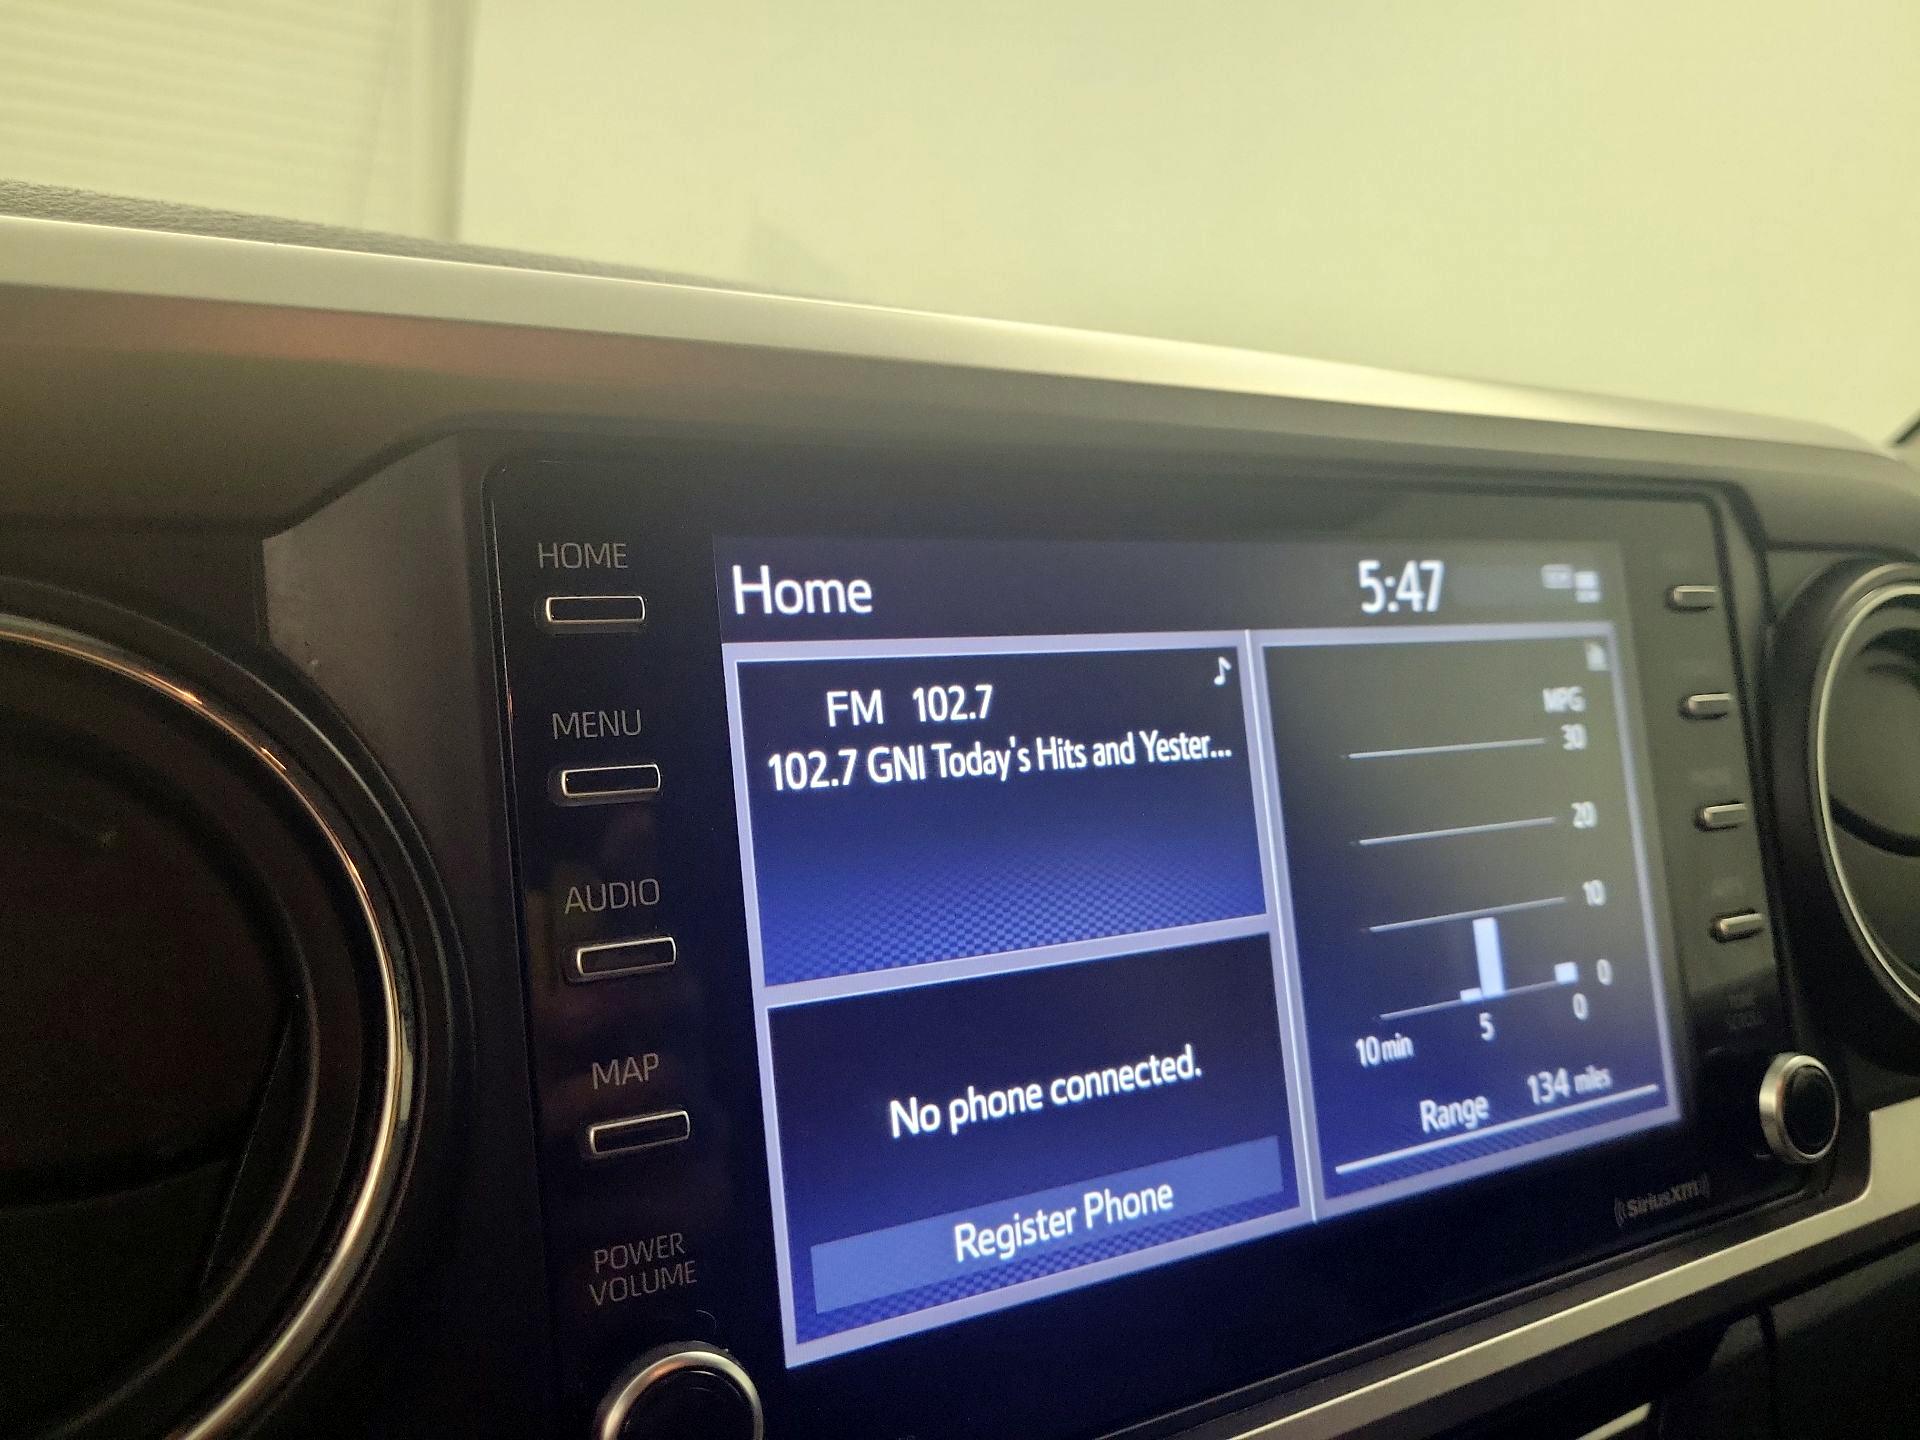 HOME
MENU
AUDIO
MAP
POWER
VOLUME
Home
5:47
FM 102.7
102.7 GNI Today's Hits and Yester...
No phone connected.
Register Phone
MPG
30
20
10
0
10 min
5
0
Range 134 miles
SiriusXM